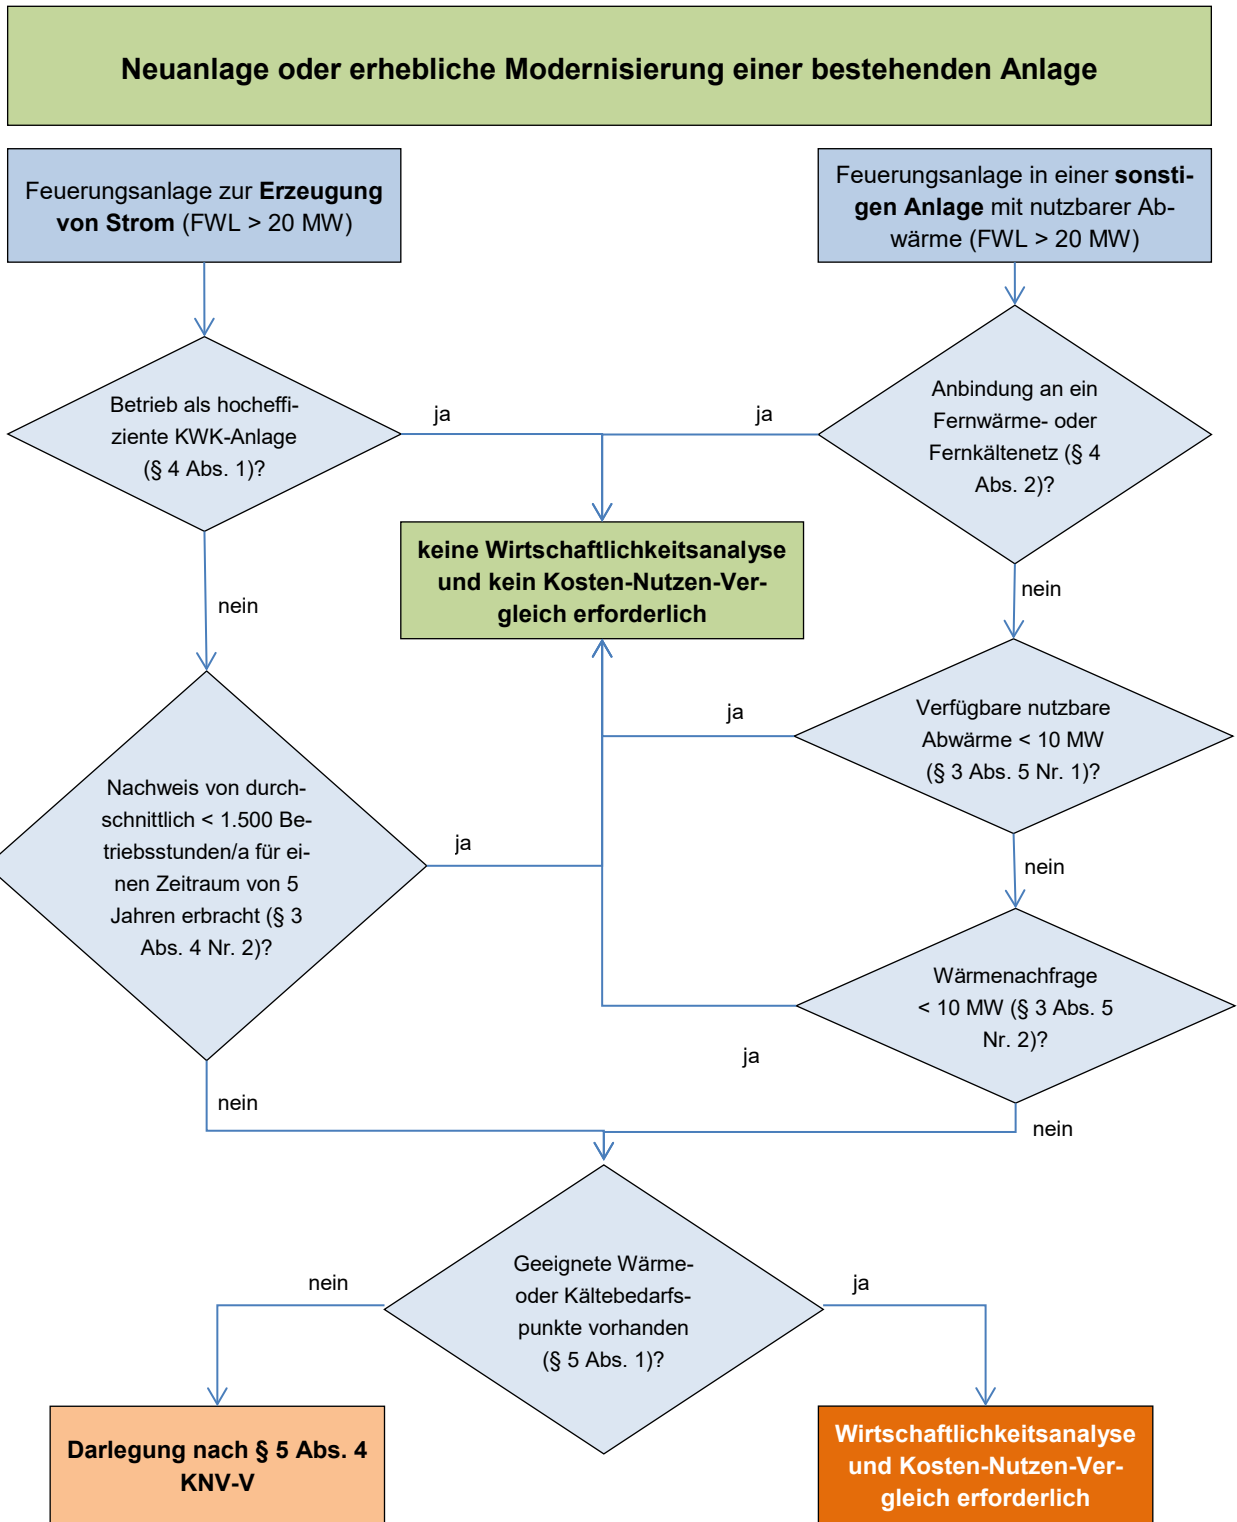 Neuanlage oder erhebliche Modernisierung einer bestehenden Anlage
Feuerungsanlage zur Erzeugung
von Strom (FWL > 20 MW)
Feuerungsanlage in einer sonsti-
gen Anlage mit nutzbarer Ab-
wärme (FWL > 20 MW)
Betrieb als hocheffi-
ziente KWK-Anlage
(§ 4 Abs. 1)?
ja
ja
Anbindung an ein
Fernwärme- oder
Fernkältenetz (§ 4
Abs. 2)?
keine Wirtschaftlichkeitsanalyse
und kein Kosten-Nutzen-Ver-
gleich erforderlich
nein
nein
Nachweis von durch-
schnittlich < 1.500 Be-
triebsstunden/a für ei-
nen Zeitraum von 5
Jahren erbracht (§ 3
Abs. 4 Nr. 2)?
ja
ja
Verfügbare nutzbare
Abwärme < 10 MW
(§ 3 Abs. 5 Nr. 1)?
nein
Wärmenachfrage
< 10 MW (§ 3 Abs. 5
Nr. 2)?
ja
nein
nein
Geeignete Wärme-
oder Kältebedarfs-
punkte vorhanden
(§ 5 Abs. 1)?
nein
ja
Darlegung nach § 5 Abs. 4
KNV-V
Wirtschaftlichkeitsanalyse
und Kosten-Nutzen-Ver-
gleich erforderlich